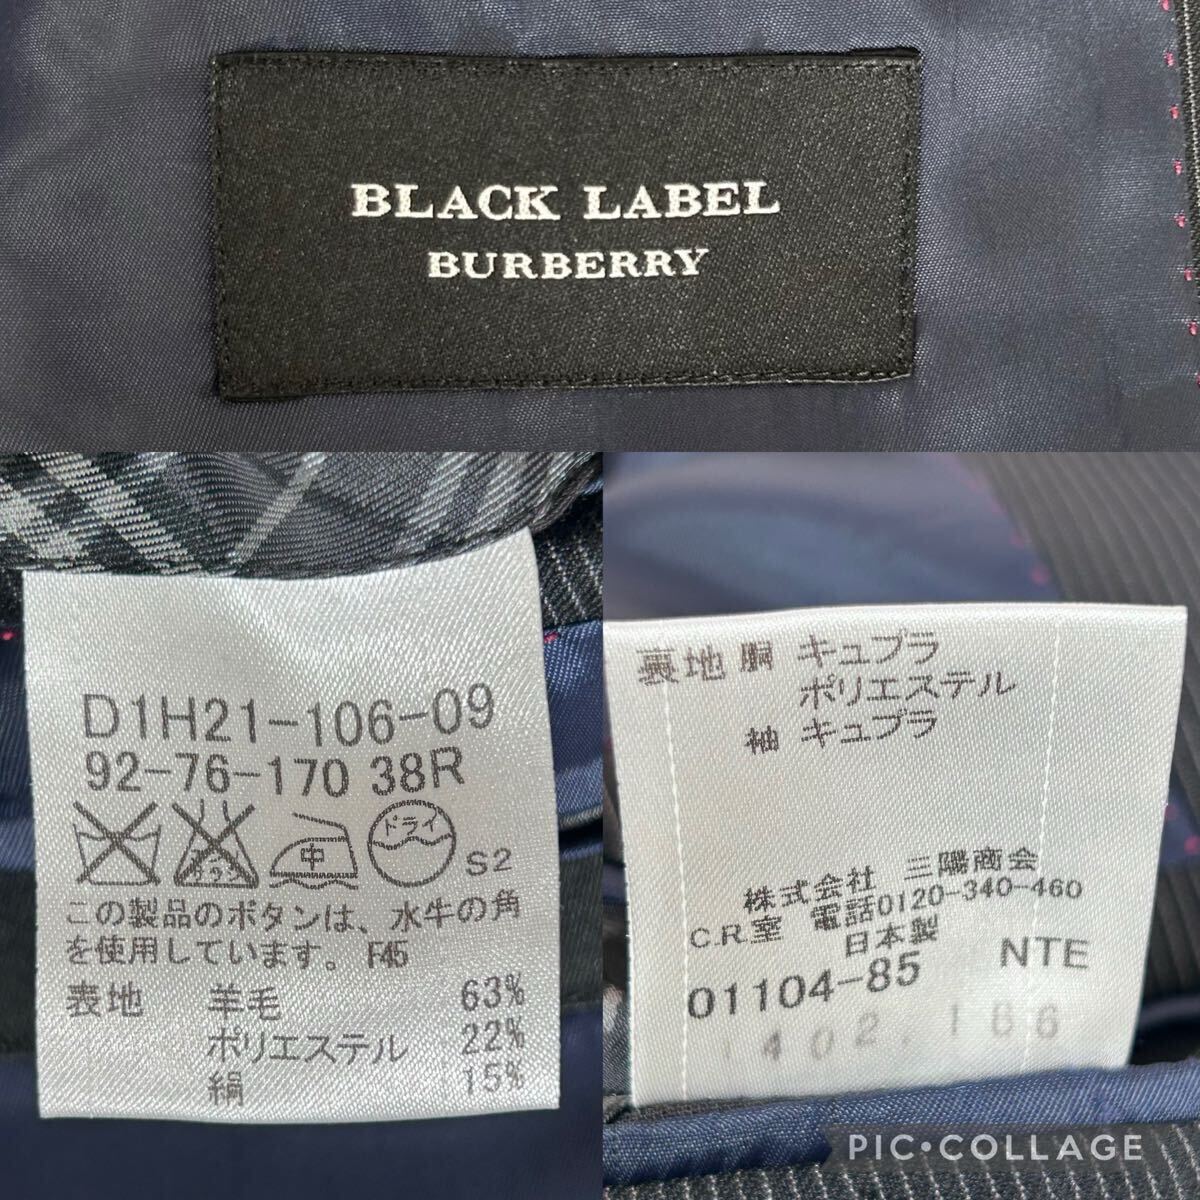 BLACK LABEL
BURBERRY
D1H21-106-09
92-76-170 38R
中
ドライ
S2
この製品のボタンは、水牛の角
を使用しています。F45
表地 羊毛 63%
ポリエステル 22%
絹 15%
裏地 胴 キュプラ
ポリエステル
袖 キュプラ
株式会社 三陽商会
C.R.室 電話0120-340-460
日本製
01104-85 NTE
1402.166
PIC•COLLAGE